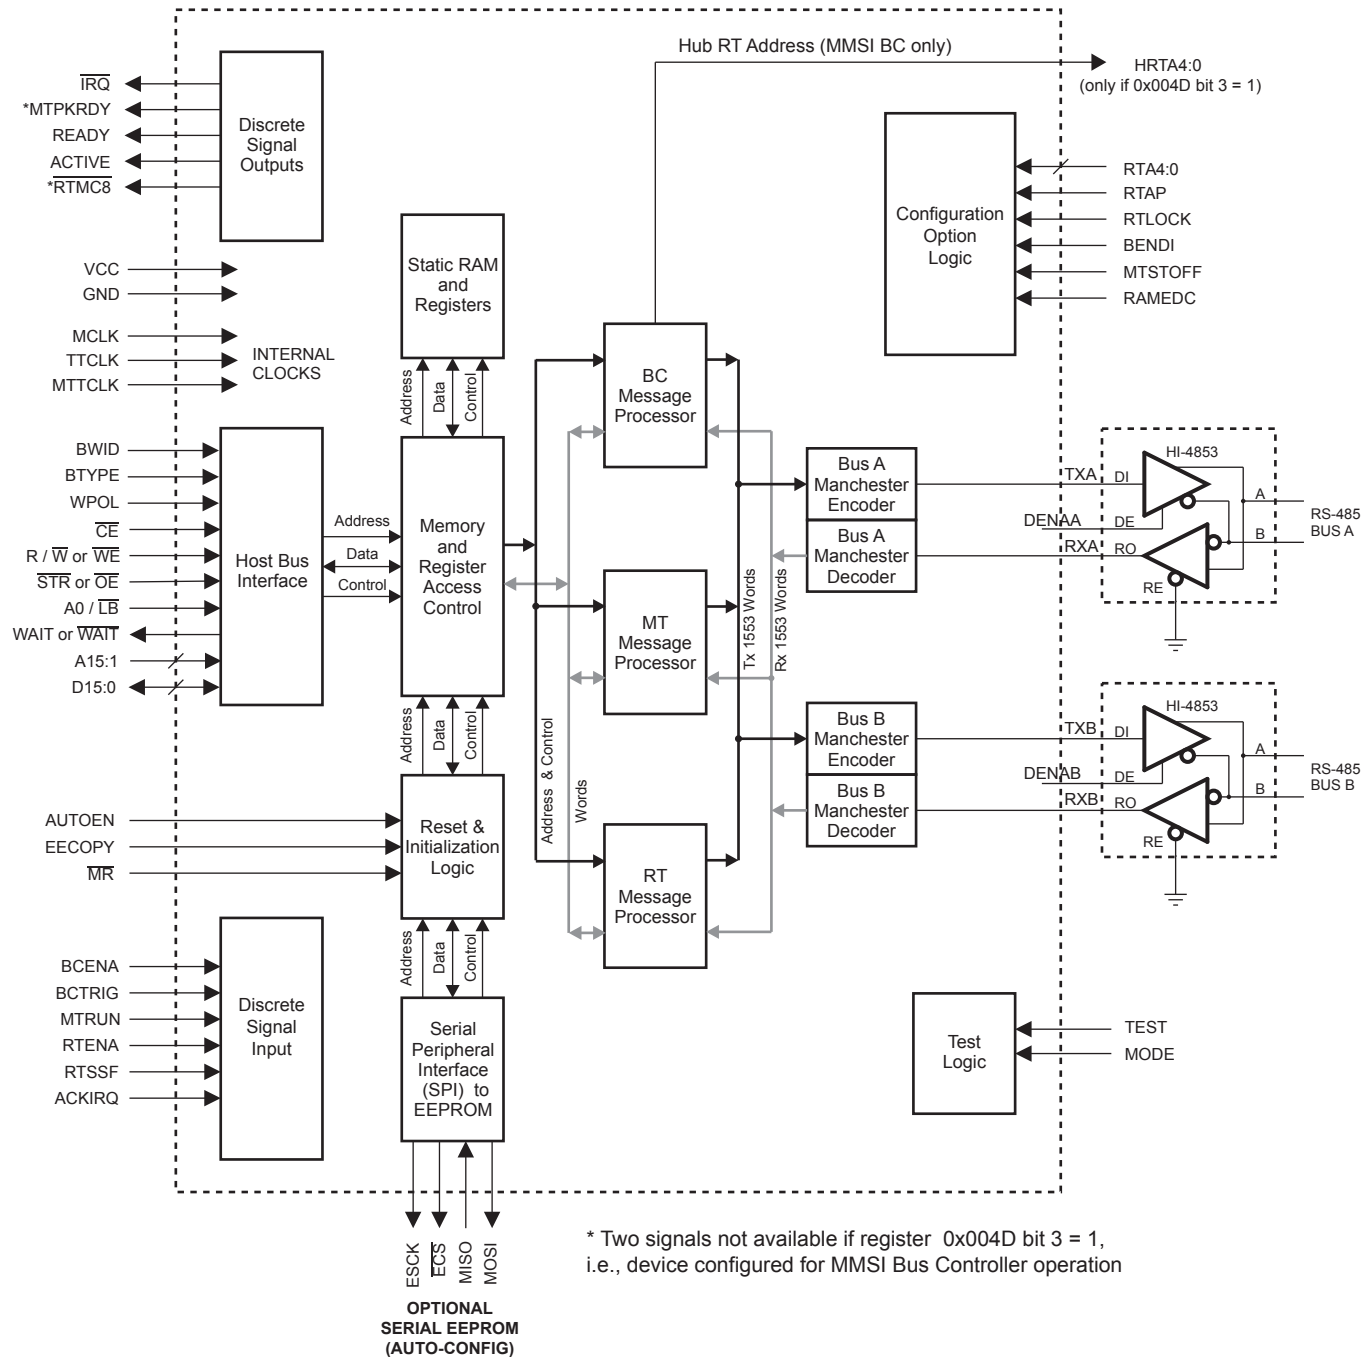 Hub RT Address (MMSI BC only)
HRTA4:0
(only if 0x004D bit 3 = 1)
IRQ
*MTPKRDY
READY
ACTIVE
*RTMC8
Discrete
Signal
Outputs
VCC
GND
MCLK
TTCLK
MTTCLK
INTERNAL
CLOCKS
Static RAM
and
Registers
Address
Data
Control
Configuration
Option
Logic
RTA4:0
RTAP
RTLOCK
BENDI
MTSTOFF
RAMEDC
BWID
BTYPE
WPOL
CE
R / W or WE
STR or OE
A0 / LB
WAIT or WAIT
A15:1
D15:0
Host Bus
Interface
Address
Data
Control
Memory
and
Register
Access
Control
Address
Data
Control
BC
Message
Processor
MT
Message
Processor
RT
Message
Processor
Address & Control
Words
Tx 1553 Words
Rx 1553 Words
Bus A
Manchester
Encoder
Bus A
Manchester
Decoder
TXA
DENAA
RXA
HI-4853
DI
DE
RO
RE
A
B
RS-485
BUS A
Bus B
Manchester
Encoder
Bus B
Manchester
Decoder
TXB
DENAB
RXB
HI-4853
DI
DE
RO
RE
A
B
RS-485
BUS B
AUTOEN
EECOPY
MR
Reset &
Initialization
Logic
Address
Data
Control
BCENA
BCTRIG
MTRUN
RTENA
RTSSF
ACKIRQ
Discrete
Signal
Input
Serial
Peripheral
Interface
(SPI) to
EEPROM
Test
Logic
TEST
MODE
ESCK
ECS
MISO
MOSI
OPTIONAL
SERIAL EEPROM
(AUTO-CONFIG)
* Two signals not available if register 0x004D bit 3 = 1,
i.e., device configured for MMSI Bus Controller operation